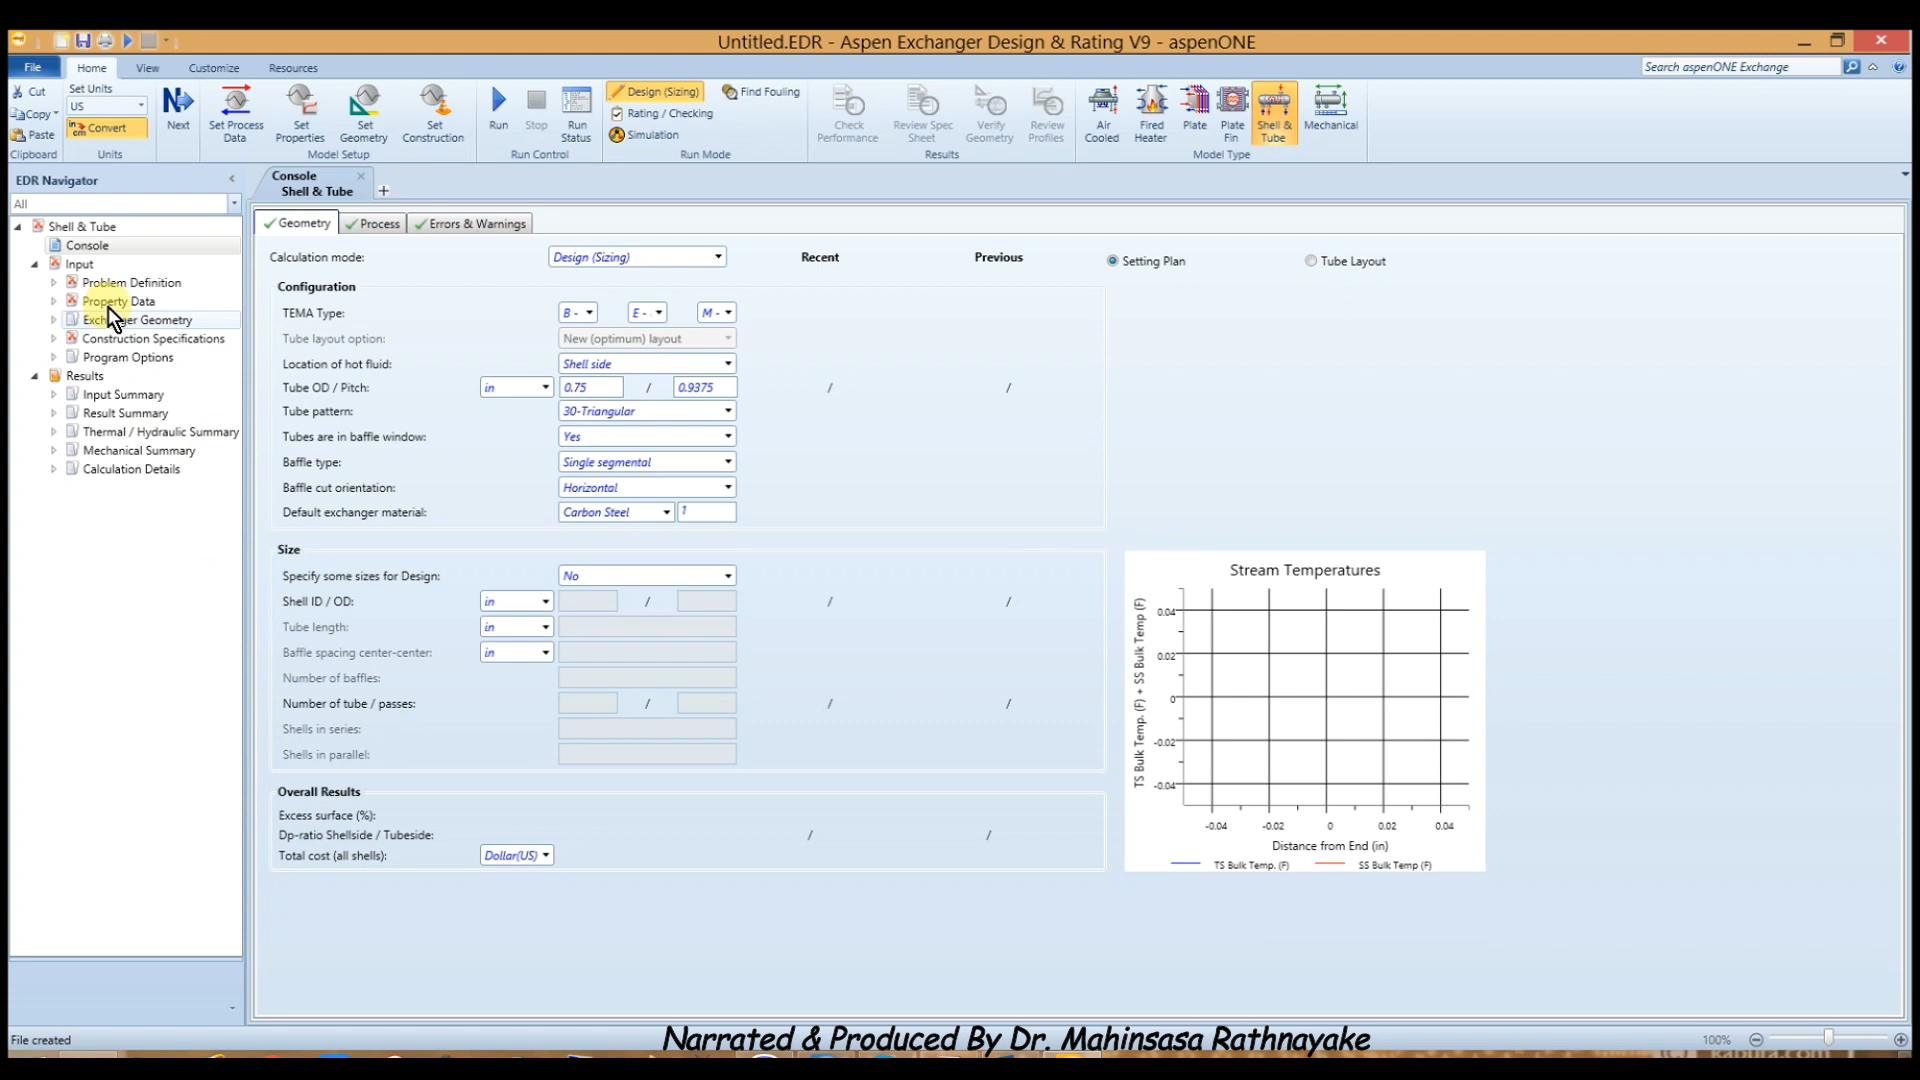 Untitled.EDR - Aspen Exchanger Design & Rating V9 - aspenONE
File Home View Customize Resources
Search aspenONE Exchange
Cut
Copy
Paste
Clipboard
Set Units
US
Convert
Units
Next
Set Process Data
Set Properties
Set Geometry
Set Construction
Model Setup
Run
Stop
Run Status
Run Control
Design (Sizing)
Rating / Checking
Simulation
Find Fouling
Run Mode
Check Performance
Review Spec Sheet
Verify Geometry
Review Profiles
Results
Air Cooled
Fired Heater
Plate
Plate Fin
Shell & Tube
Mechanical
Model Type
EDR Navigator
All
Shell & Tube
Console
Input
Problem Definition
Property Data
Exchanger Geometry
Construction Specifications
Program Options
Results
Input Summary
Result Summary
Thermal / Hydraulic Summary
Mechanical Summary
Calculation Details
Console
Shell & Tube
+
Geometry Process Errors & Warnings
Calculation mode: Design (Sizing) Recent Previous Setting Plan Tube Layout
Configuration
TEMA Type: B - E - M -
Tube layout option: New (optimum) layout
Location of hot fluid: Shell side
Tube OD / Pitch: in 0.75 / 0.9375 / /
Tube pattern: 30-Triangular
Tubes are in baffle window: Yes
Baffle type: Single segmental
Baffle cut orientation: Horizontal
Default exchanger material: Carbon Steel 1
Size
Specify some sizes for Design: No
Shell ID / OD: in / / /
Tube length: in
Baffle spacing center-center: in
Number of baffles:
Number of tube / passes: / / /
Shells in series:
Shells in parallel:
Overall Results
Excess surface (%):
Dp-ratio Shellside / Tubeside: / /
Total cost (all shells): Dollar(US)
Stream Temperatures
TS Bulk Temp. (F) + SS Bulk Temp (F)
0.04
0.02
0
-0.02
-0.04
-0.04 -0.02 0 0.02 0.04
Distance from End (in)
TS Bulk Temp. (F) SS Bulk Temp (F)
File created
Narrated & Produced By Dr. Mahinsasa Rathnayake
100%